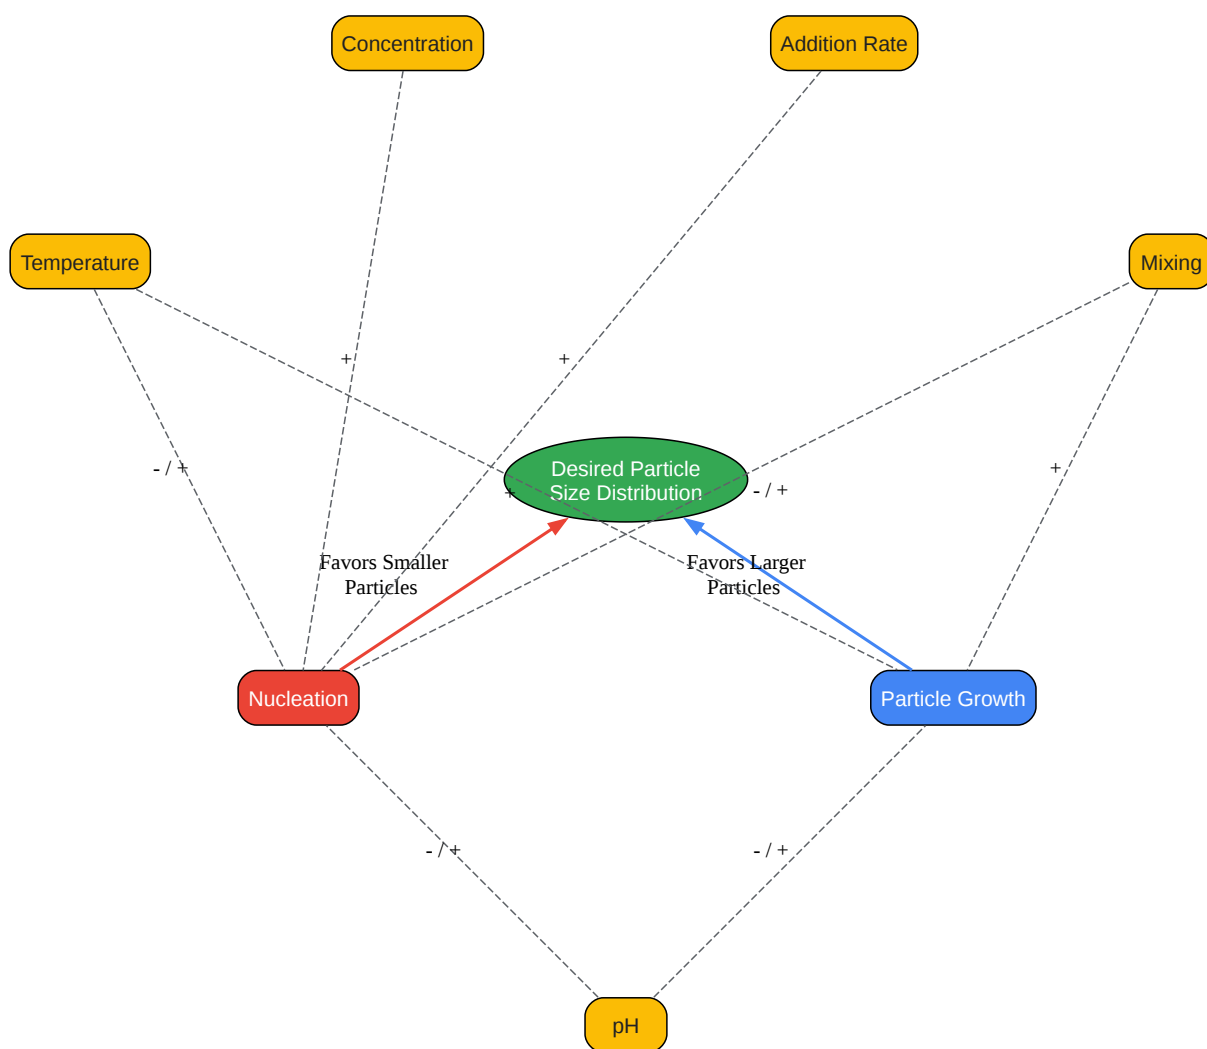 Concentration
Addition Rate
Temperature
Mixing
+
+
- / +
+
Desired Particle
Size Distribution
+
- / +
Favors Smaller
Particles
Favors Larger
Particles
Nucleation
Particle Growth
- / +
- / +
pH